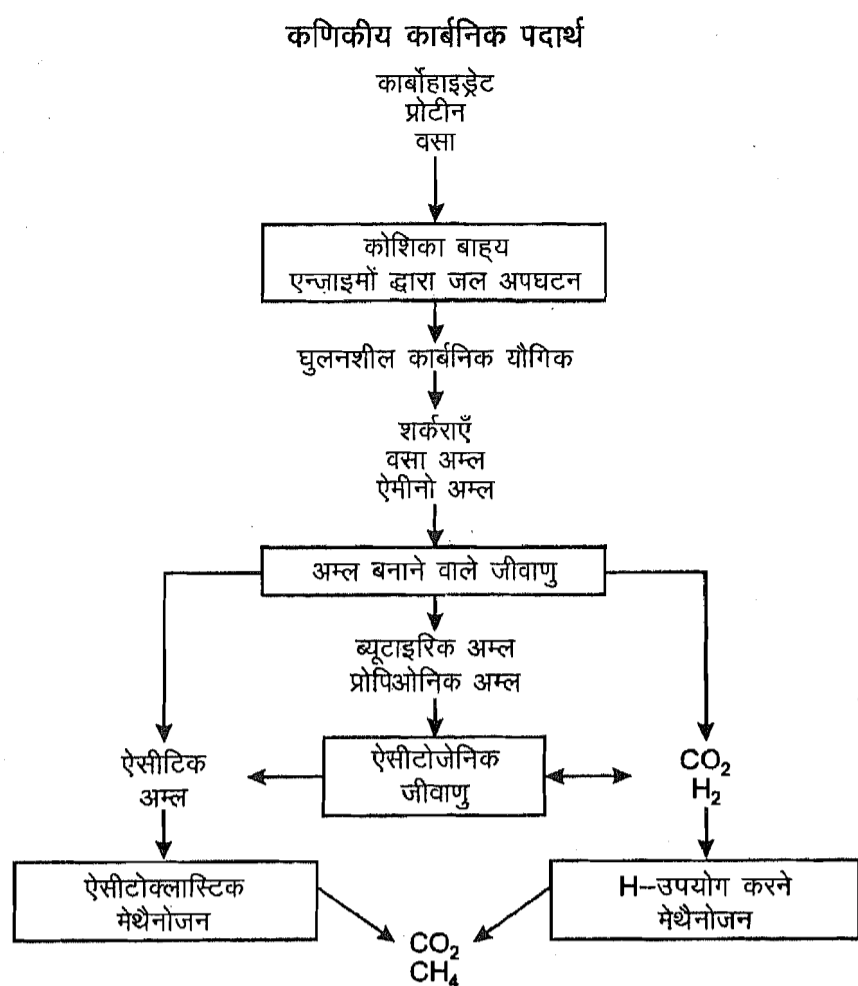 कणिकीय कार्बनिक पदार्थ
कार्बोहाइड्रेट
प्रोटीन
वसा
कोशिका बाह्य
एन्ज़ाइमों द्वारा जल अपघटन
घुलनशील कार्बनिक यौगिक
शर्कराएँ
वसा अम्ल
ऐमीनो अम्ल
अम्ल बनाने वाले जीवाणु
ब्यूटाइरिक अम्ल
प्रोपिओनिक अम्ल
ऐसीटिक
अम्ल
ऐसीटोजेनिक
जीवाणु
CO₂
H₂
ऐसीटोक्लास्टिक
मेथैनोजन
H–उपयोग करने
मेथैनोजन
CO₂
CH₄